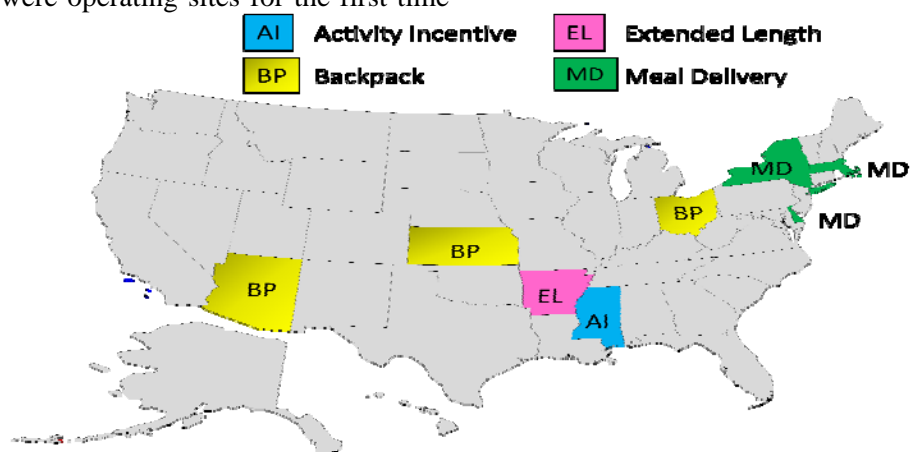 were operating sites for the first time
AI Activity Incentive EL Extended Length
BP Backpack MD Meal Delivery
MD MD
BP MD
BP
BP EL
AI